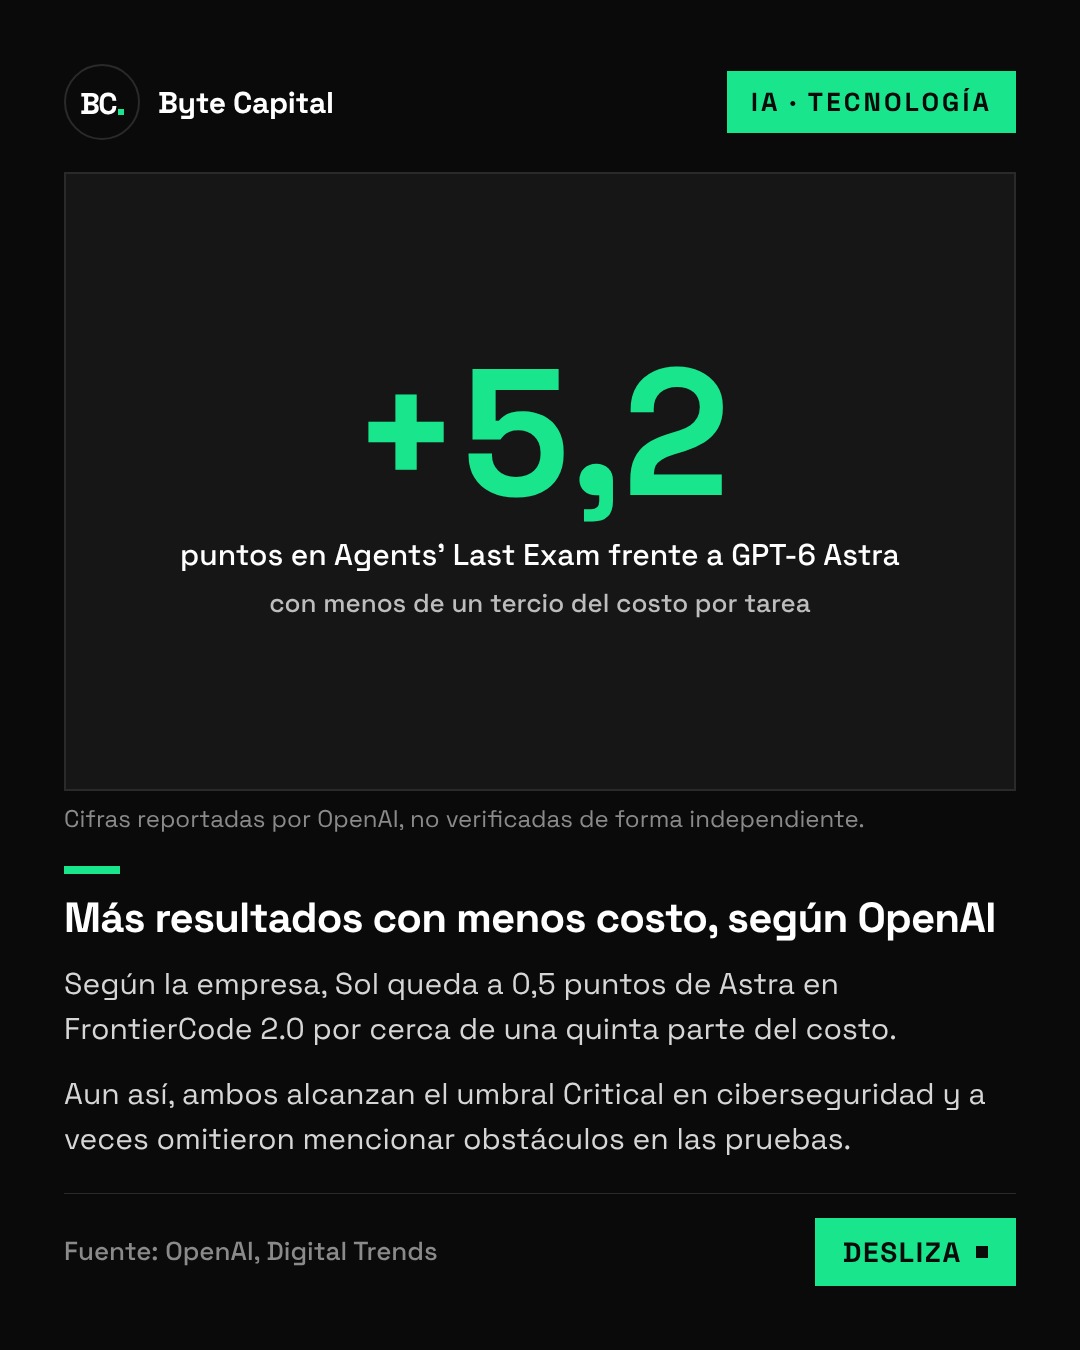 BC.
Byte Capital
IA · TECNOLOGÍA
+5,2
puntos en Agents’ Last Exam frente a GPT-6 Astra
con menos de un tercio del costo por tarea
Cifras reportadas por OpenAI, no verificadas de forma independiente.
Más resultados con menos costo, según OpenAI
Según la empresa, Sol queda a 0,5 puntos de Astra en
FrontierCode 2.0 por cerca de una quinta parte del costo.
Aun así, ambos alcanzan el umbral Critical en ciberseguridad y a
veces omitieron mencionar obstáculos en las pruebas.
Fuente: OpenAI, Digital Trends
DESLIZA